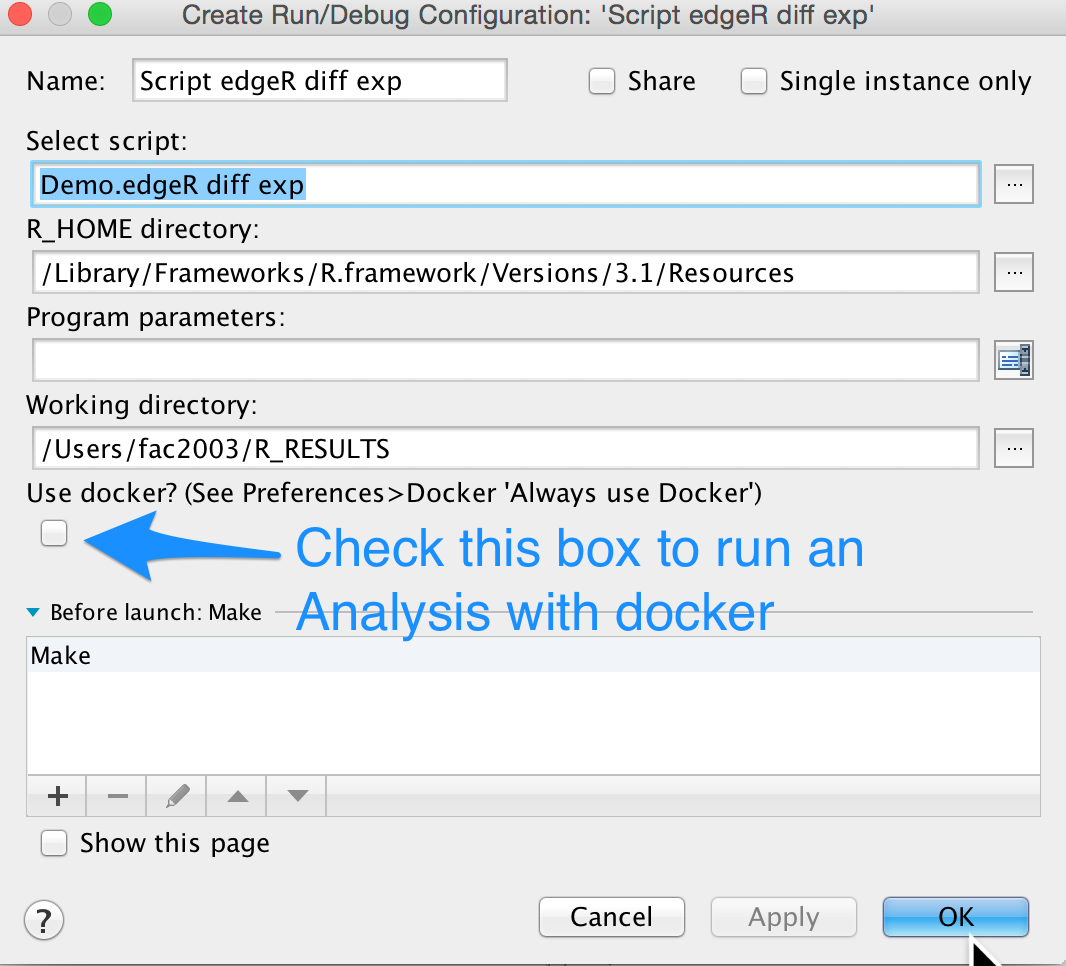 Create Run/Debug Configuration: 'Script edgeR diff exp'
Name: Script edgeR diff exp Share Single instance only
Select script:
Demo.edgeR diff exp ...
R_HOME directory:
/Library/Frameworks/R.framework/Versions/3.1/Resources ...
Program parameters:
Working directory:
/Users/fac2003/R_RESULTS ...
Use docker? (See Preferences>Docker 'Always use Docker')
Check this box to run an
Analysis with docker
Before launch: Make
Make
Show this page
? Cancel Apply OK